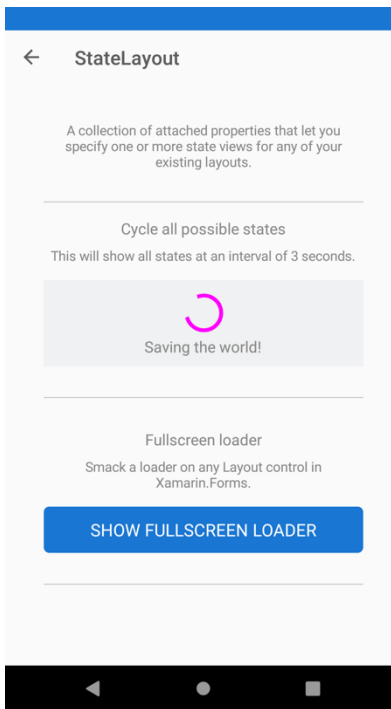 StateLayout
A collection of attached properties that let you
specify one or more state views for any of your
existing layouts.
Cycle all possible states
This will show all states at an interval of 3 seconds.
Saving the world!
Fullscreen loader
Smack a loader on any Layout control in
Xamarin.Forms.
SHOW FULLSCREEN LOADER